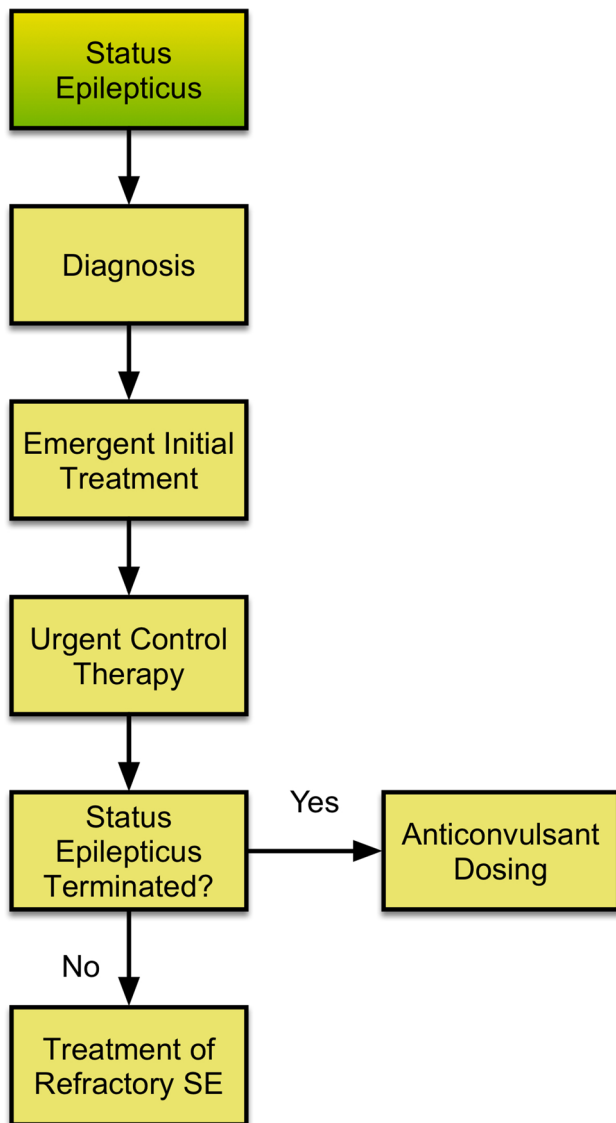 Status
Epilepticus
Diagnosis
Emergent Initial
Treatment
Urgent Control
Therapy
Status
Epilepticus
Terminated?
Yes
Anticonvulsant
Dosing
No
Treatment of
Refractory SE